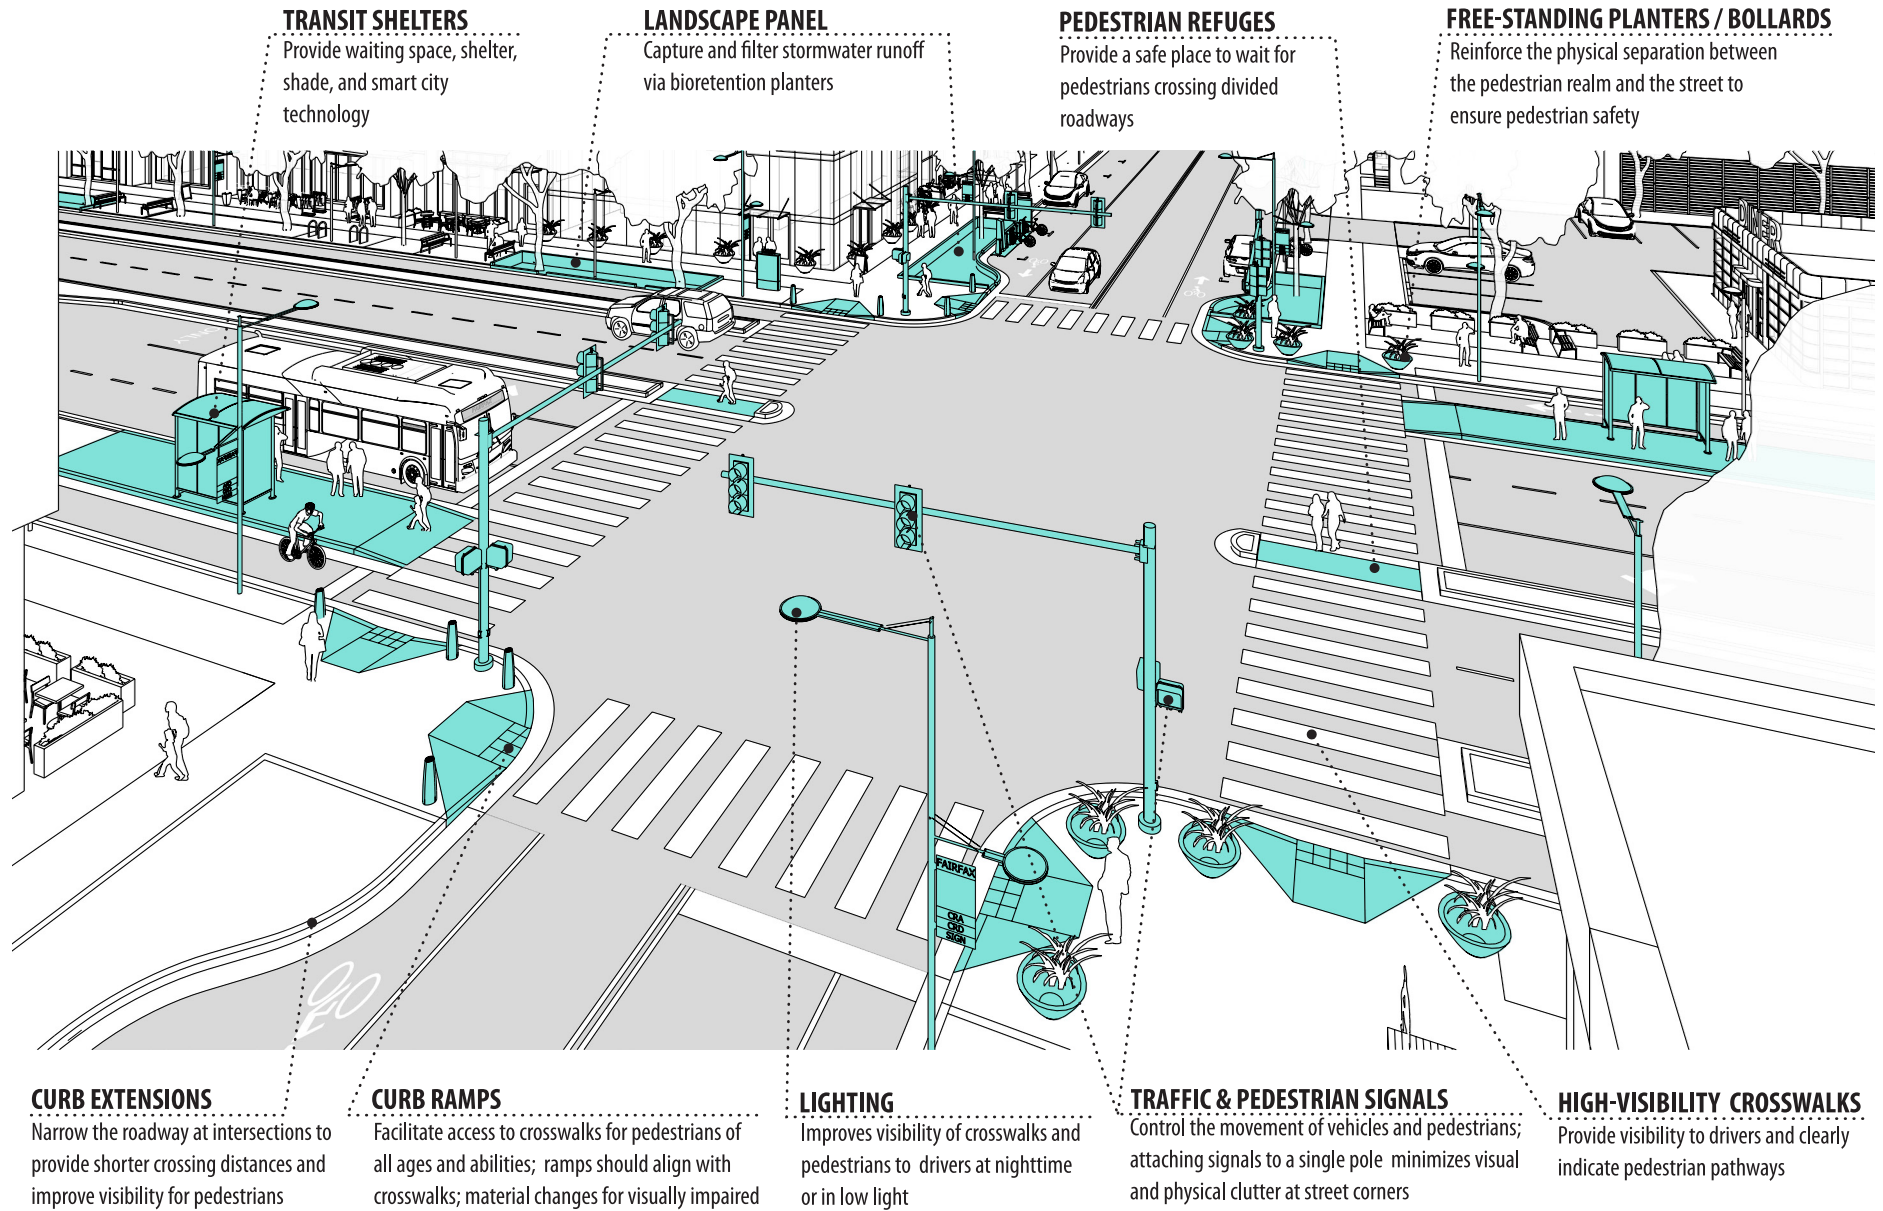 TRANSIT SHELTERS
Provide waiting space, shelter,
shade, and smart city
technology
LANDSCAPE PANEL
Capture and filter stormwater runoff
via bioretention planters
PEDESTRIAN REFUGES
Provide a safe place to wait for
pedestrians crossing divided
roadways
FREE-STANDING PLANTERS / BOLLARDS
Reinforce the physical separation between
the pedestrian realm and the street to
ensure pedestrian safety
DINER
ONLY
FAIRFAX
CRA
CRD
SIGN
CURB EXTENSIONS
Narrow the roadway at intersections to
provide shorter crossing distances and
improve visibility for pedestrians
CURB RAMPS
Facilitate access to crosswalks for pedestrians of
all ages and abilities; ramps should align with
crosswalks; material changes for visually impaired
LIGHTING
Improves visibility of crosswalks and
pedestrians to drivers at nighttime
or in low light
TRAFFIC & PEDESTRIAN SIGNALS
Control the movement of vehicles and pedestrians;
attaching signals to a single pole minimizes visual
and physical clutter at street corners
HIGH-VISIBILITY CROSSWALKS
Provide visibility to drivers and clearly
indicate pedestrian pathways